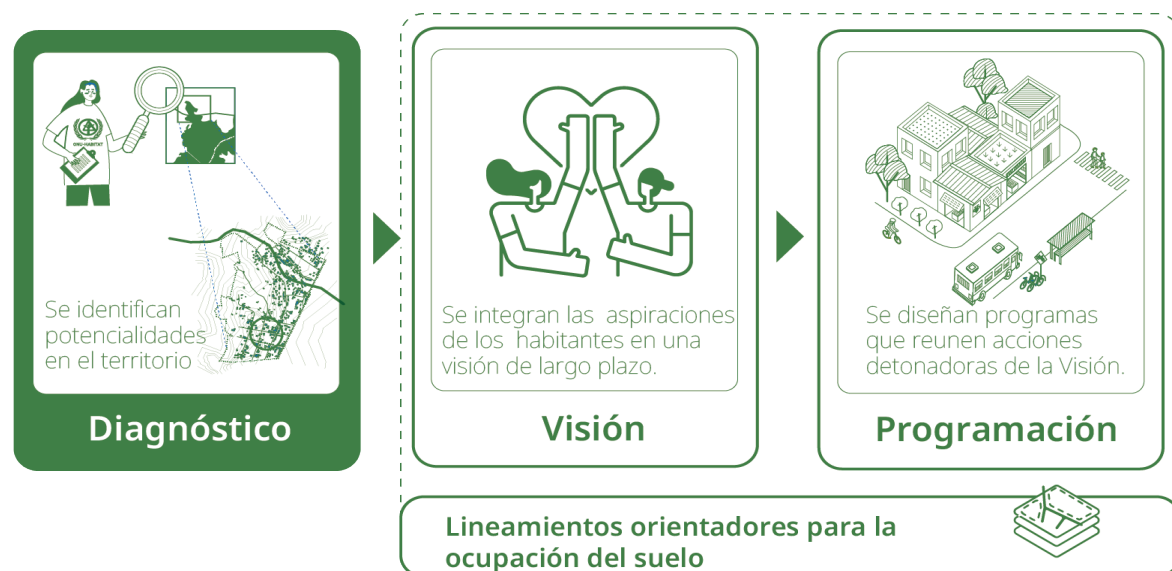 ONU-HABITAT
Se identifican
potencialidades
en el territorio
Diagnóstico
Se integran las aspiraciones
de los habitantes en una
visión de largo plazo.
Visión
Se diseñan programas
que reunen acciones
detonadoras de la Visión.
Programación
Lineamientos orientadores para la
ocupación del suelo